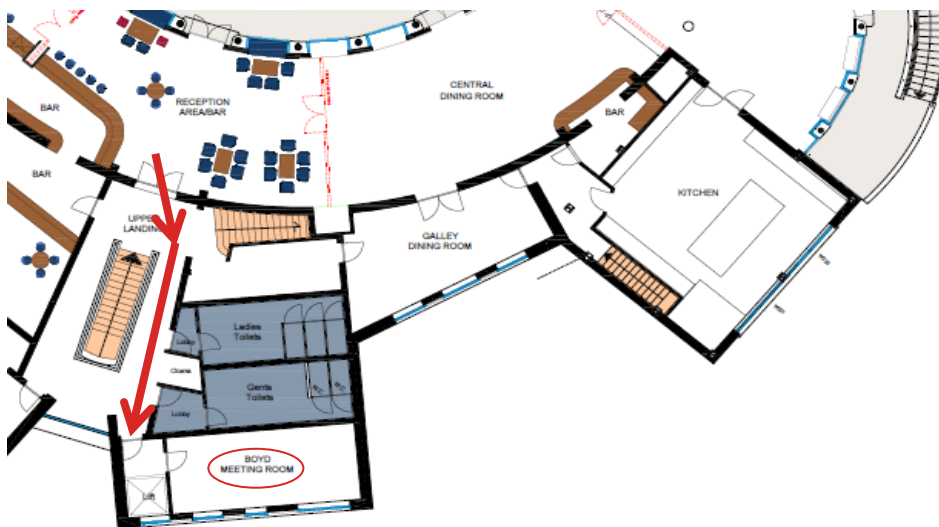 CENTRAL
DINING ROOM
RECEPTION
AREA/BAR
BAR
BAR
BAR
KITCHEN
UPPER
LANDING
GALLEY
DINING ROOM
Ladies
Toilets
Lobby
Gents
Toilets
Lobby
BOYD
MEETING ROOM
Lift